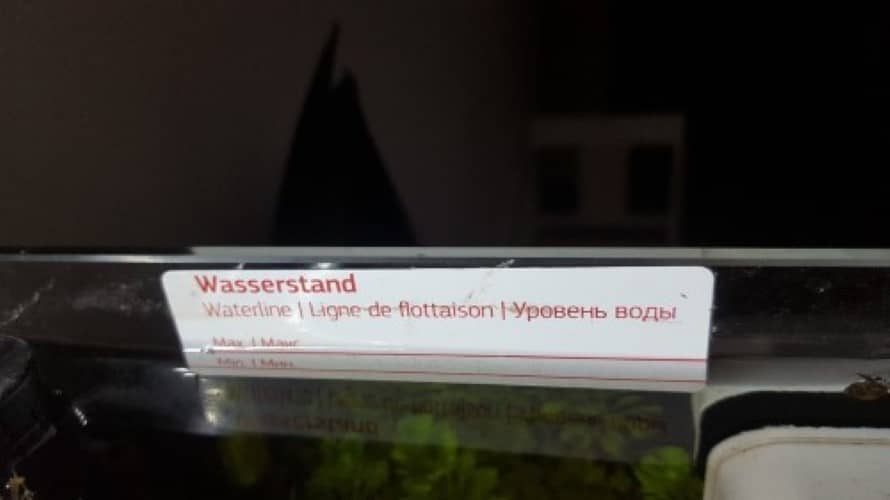 Wasserstand
Waterline | Ligne de flottaison | Уровень воды
Max. | Макс.
Min. | Мин.